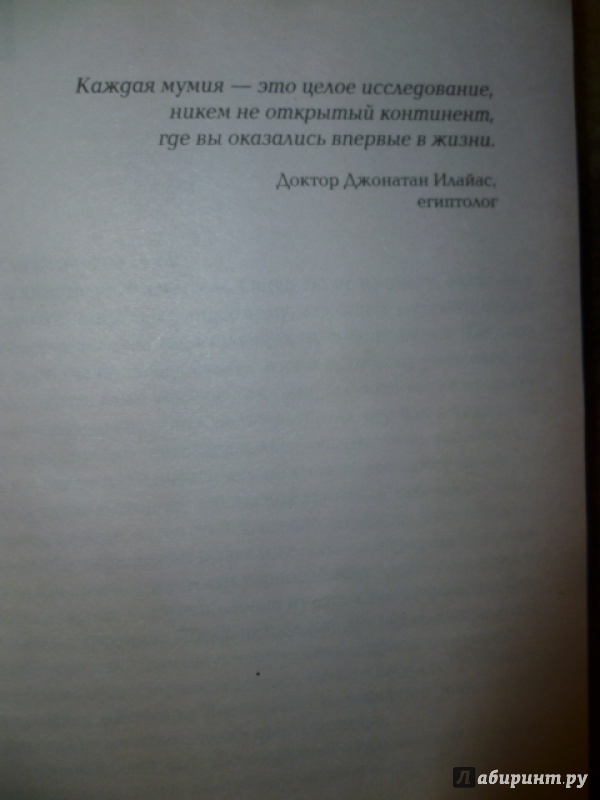 Каждая мумия — это целое исследование,
никем не открытый континент,
где вы оказались впервые в жизни.
Доктор Джонатан Илайас,
египтолог
лабиринт.ру